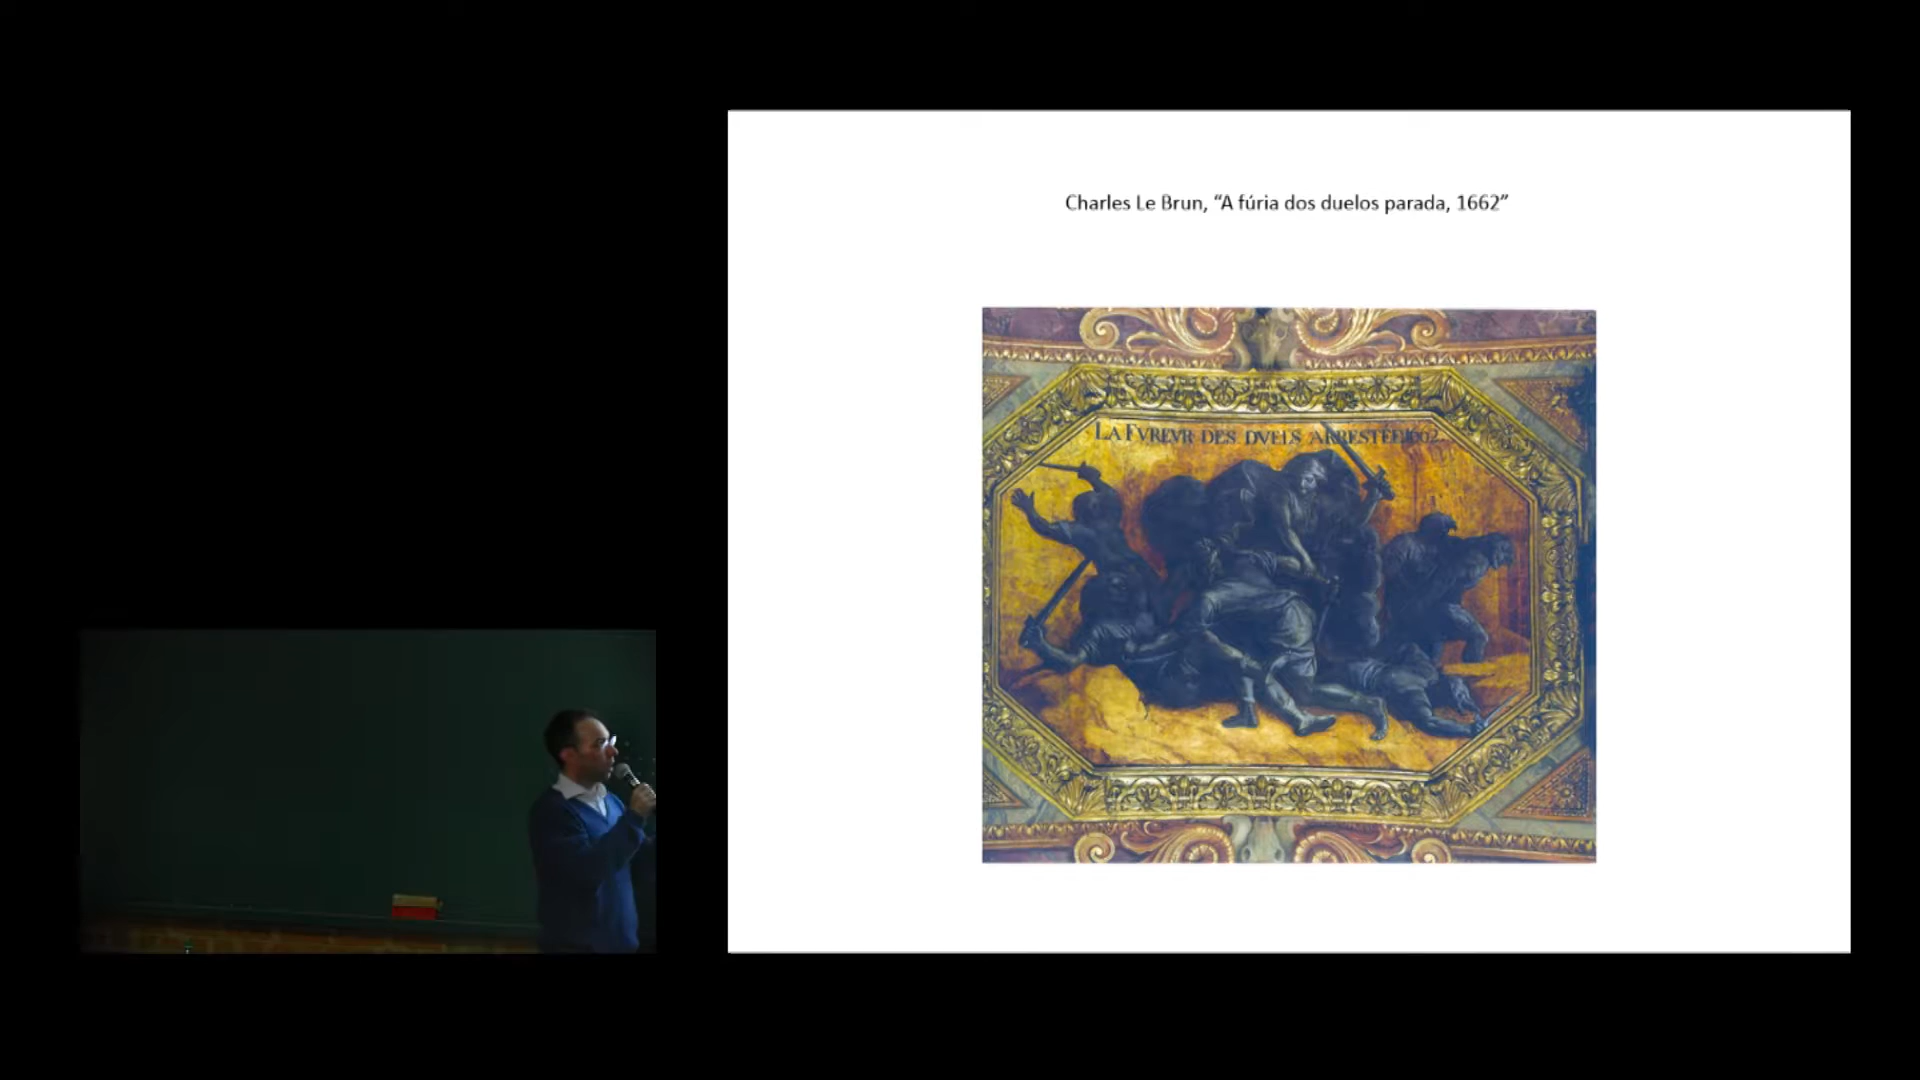 Charles Le Brun, “A fúria dos duelos parada, 1662”
LA FVREVR DES DVELS ARRESTÉE 1662.